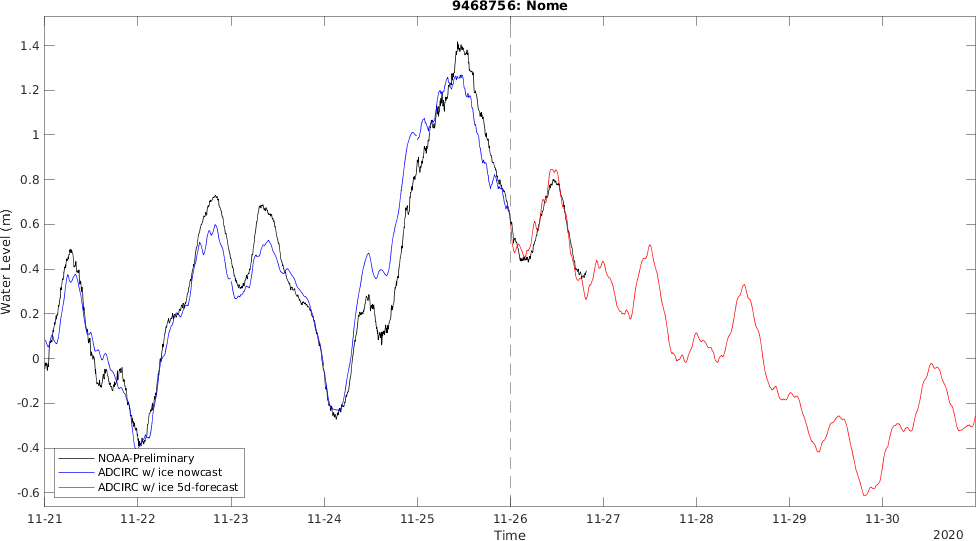 9468756: Nome
Water Level (m)
1.4
1.2
1
0.8
0.6
0.4
0.2
0
-0.2
-0.4
-0.6
NOAA-Preliminary
ADCIRC w/ ice nowcast
ADCIRC w/ ice 5d-forecast
11-21 11-22 11-23 11-24 11-25 11-26 11-27 11-28 11-29 11-30
Time
2020